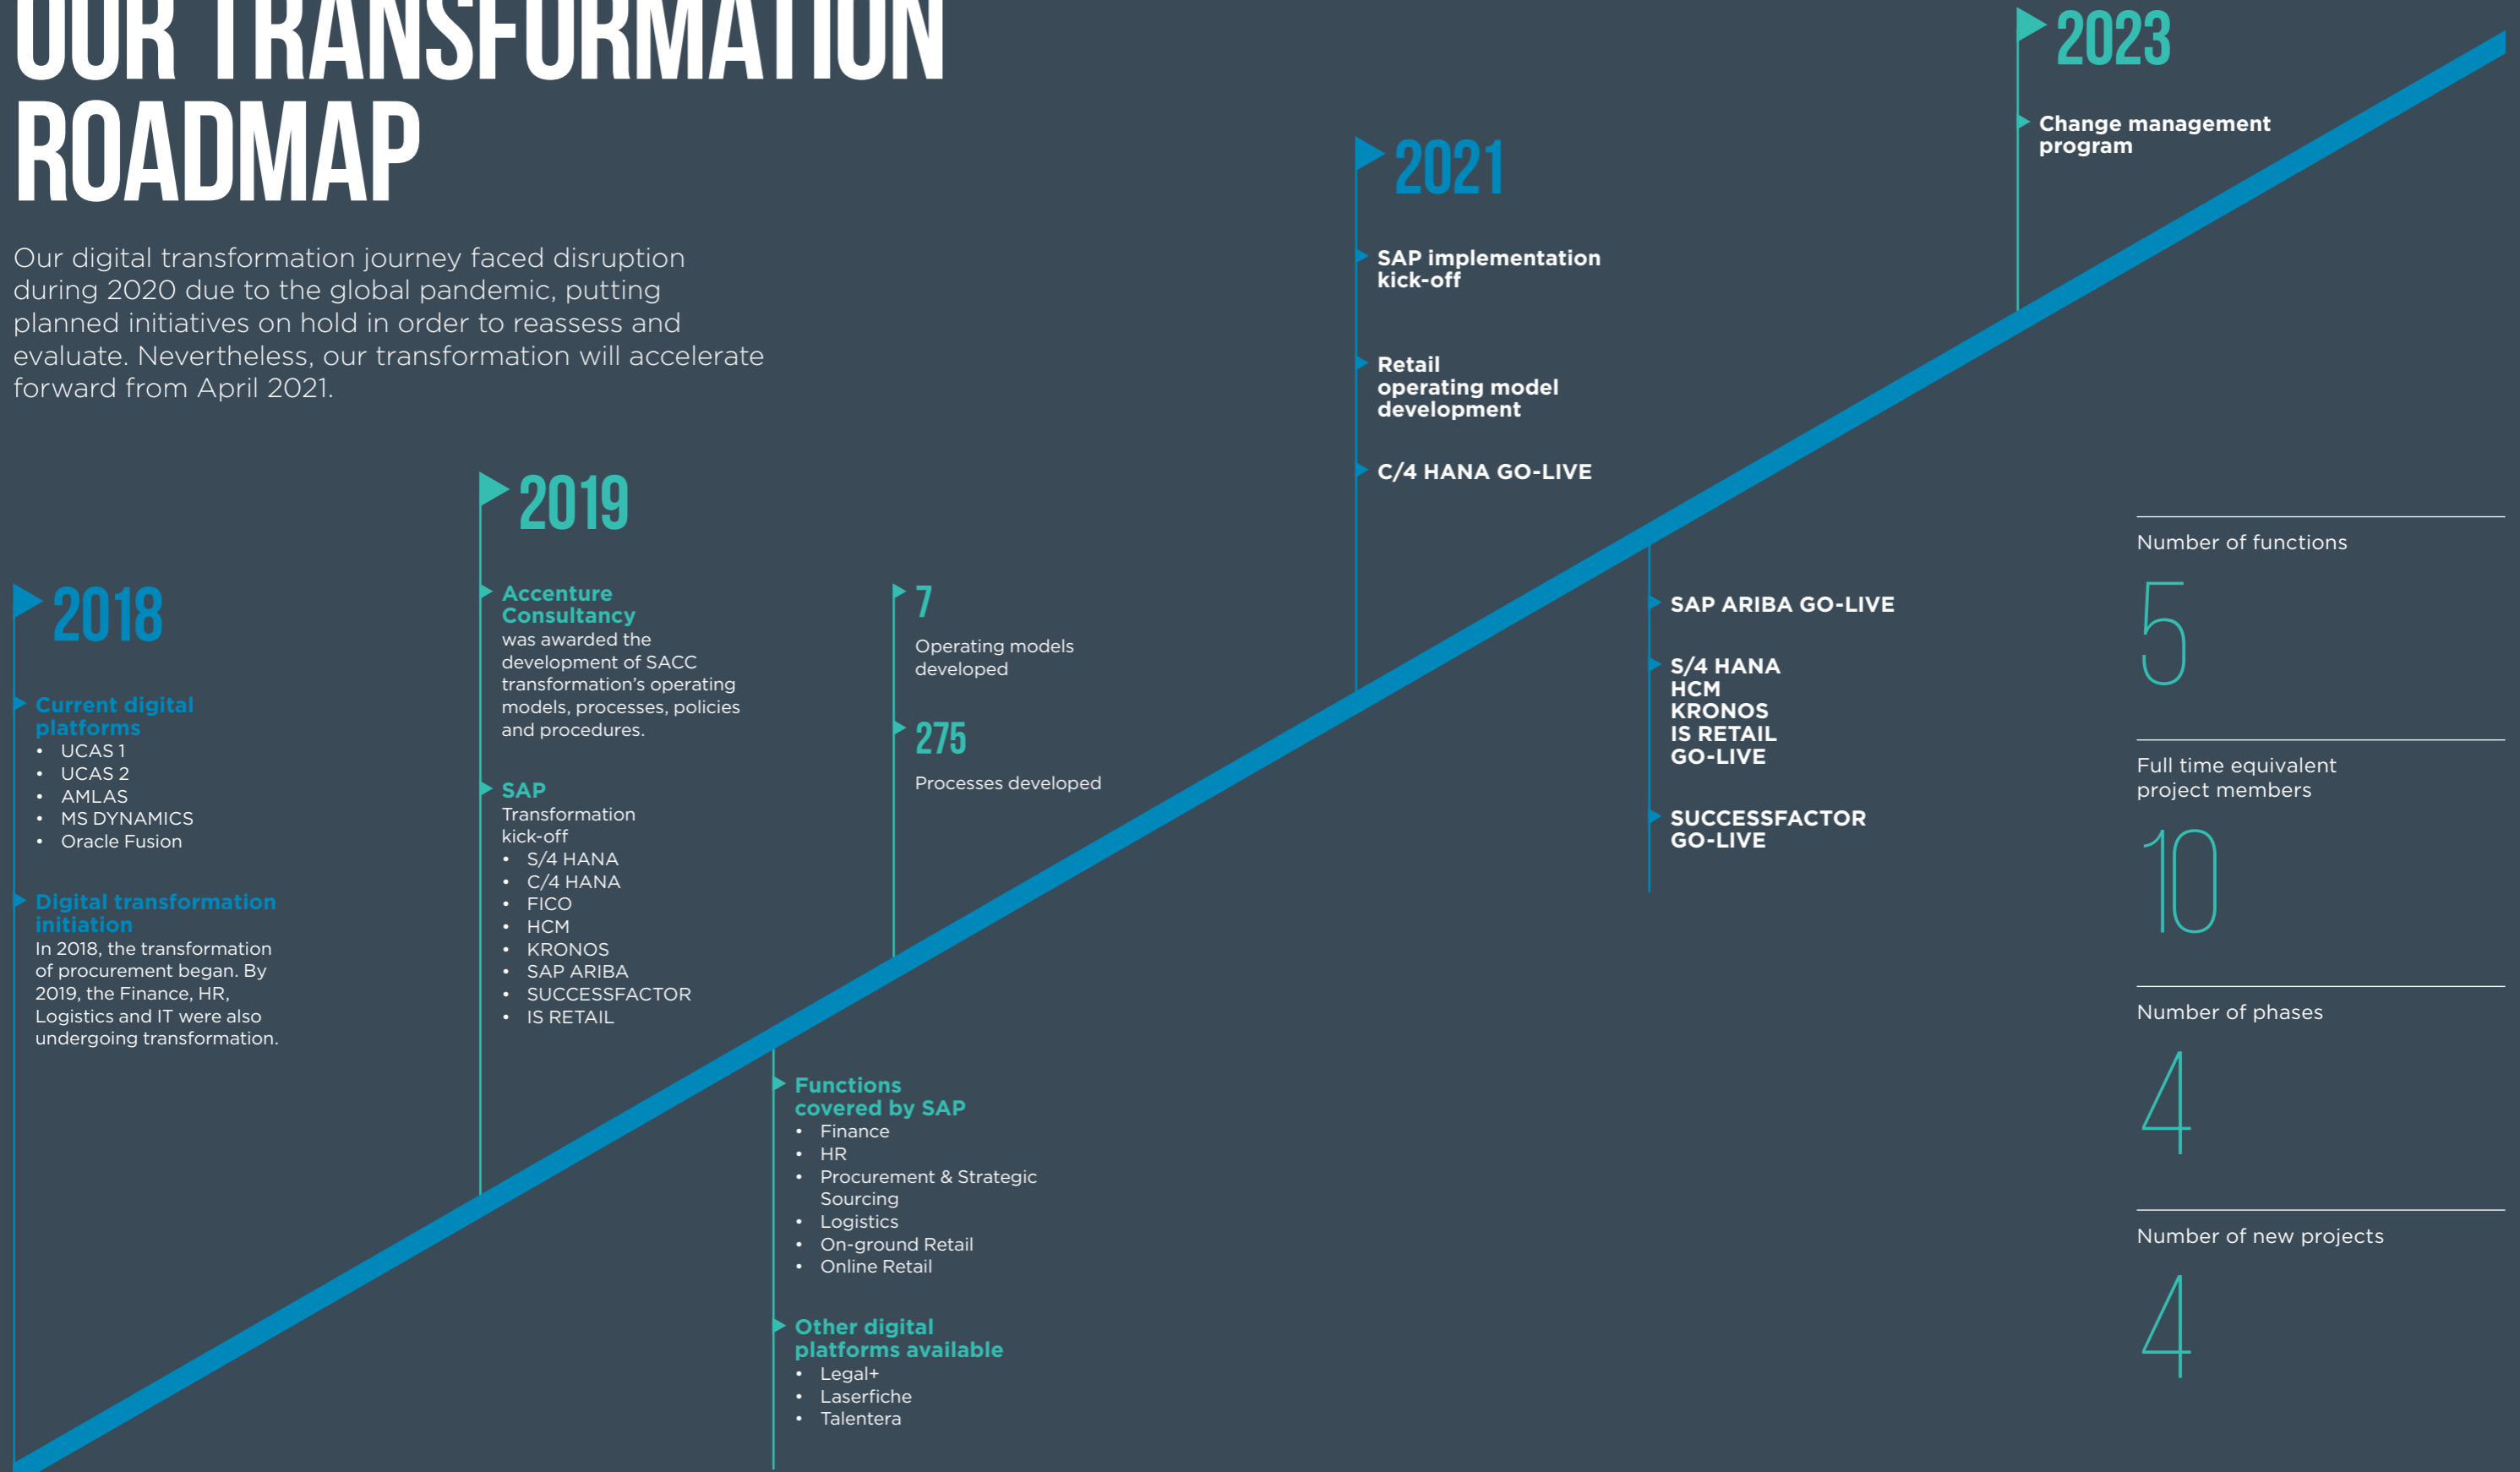 OUR TRANSFORMATION
ROADMAP
Our digital transformation journey faced disruption
during 2020 due to the global pandemic, putting
planned initiatives on hold in order to reassess and
evaluate. Nevertheless, our transformation will accelerate
forward from April 2021.
2018
Current digital
platforms
• UCAS 1
• UCAS 2
• AMLAS
• MS DYNAMICS
• Oracle Fusion
Digital transformation
initiation
In 2018, the transformation
of procurement began. By
2019, the Finance, HR,
Logistics and IT were also
undergoing transformation.
2019
Accenture
Consultancy
was awarded the
development of SACC
transformation’s operating
models, processes, policies
and procedures.
SAP
Transformation
kick-off
• S/4 HANA
• C/4 HANA
• FICO
• HCM
• KRONOS
• SAP ARIBA
• SUCCESSFACTOR
• IS RETAIL
Functions
covered by SAP
• Finance
• HR
• Procurement & Strategic
Sourcing
• Logistics
• On-ground Retail
• Online Retail
Other digital
platforms available
• Legal+
• Laserfiche
• Talentera
7
Operating models
developed
275
Processes developed
2021
SAP implementation
kick-off
Retail
operating model
development
C/4 HANA GO-LIVE
SAP ARIBA GO-LIVE
S/4 HANA
HCM
KRONOS
IS RETAIL
GO-LIVE
SUCCESSFACTOR
GO-LIVE
2023
Change management
program
Number of functions
5
Full time equivalent
project members
10
Number of phases
4
Number of new projects
4